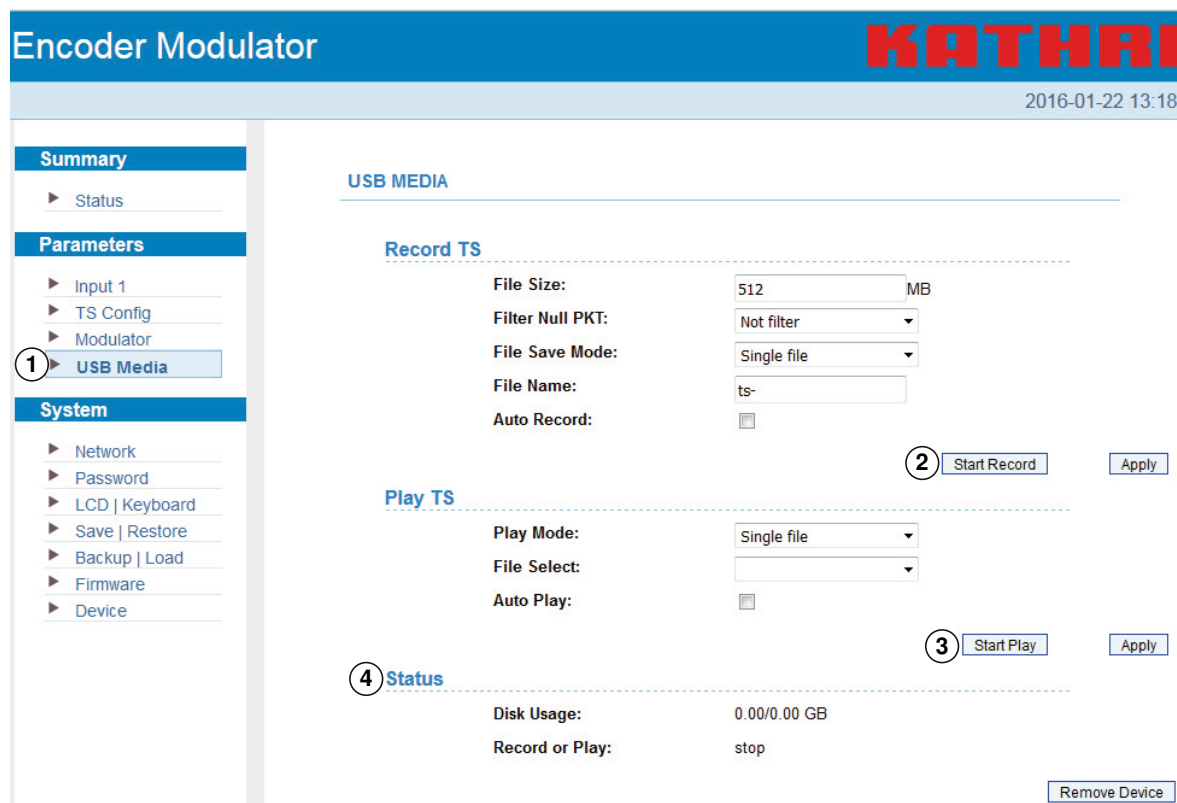 Encoder Modulator
KATHR
2016-01-22 13:18
Summary
Status
Parameters
Input 1
TS Config
Modulator
1 USB Media
System
Network
Password
LCD | Keyboard
Save | Restore
Backup | Load
Firmware
Device
USB MEDIA
Record TS
File Size: 512 MB
Filter Null PKT: Not filter
File Save Mode: Single file
File Name: ts-
Auto Record:
2 Start Record Apply
Play TS
Play Mode: Single file
File Select:
Auto Play:
3 Start Play Apply
4 Status
Disk Usage: 0.00/0.00 GB
Record or Play: stop
Remove Device